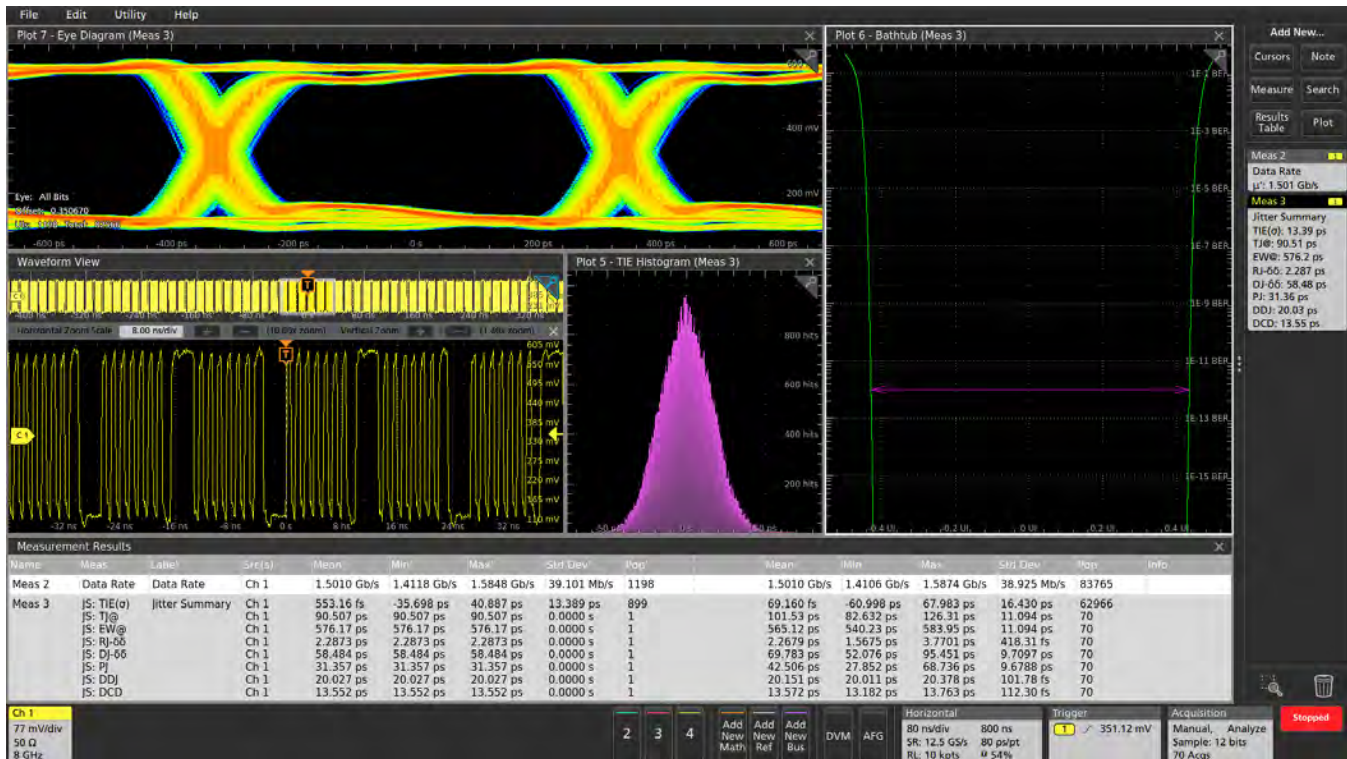 File Edit Utility Help
Plot 7 - Eye Diagram (Meas 3)
600
400 mV
200 mV
Eye: All Bits
Offset: 0.350670
-600 ps -400 ps -200 ps 0 s 200 ps 400 ps 600 ps
Waveform View
Horizontal Zoom Scale 8.00 ns/div (10.00x zoom) Vertical Zoom (1.40x zoom)
T
C 1
605 mV
550 mV
495 mV
440 mV
385 mV
330 mV
275 mV
220 mV
165 mV
110 mV
-32 ns -24 ns -16 ns -8 ns 0 s 8 ns 16 ns 24 ns 32 ns
Plot 5 - TIE Histogram (Meas 3)
800 hits
600 hits
400 hits
200 hits
Plot 6 - Bathtub (Meas 3)
1E-1 BER
1E-3 BER
1E-5 BER
1E-7 BER
1E-9 BER
1E-11 BER
1E-13 BER
1E-15 BER
-0.4 UI -0.2 UI 0 UI 0.2 UI 0.4 UI
Add New...
Cursors Note
Measure Search
Results Table Plot
Meas 2 1
Data Rate
µ': 1.501 Gb/s
Meas 3 1
Jitter Summary
TIE(σ): 13.39 ps
TJ@: 90.51 ps
EW@: 576.2 ps
RJ-δδ: 2.287 ps
DJ-δδ: 58.48 ps
PJ: 31.36 ps
DDJ: 20.03 ps
DCD: 13.55 ps
Measurement Results
Name Meas Label Src(s) Mean' Min' Max' Std Dev' Pop' Mean Min Max Std Dev Pop Info
Meas 2 Data Rate Data Rate Ch 1 1.5010 Gb/s 1.4118 Gb/s 1.5848 Gb/s 39.101 Mb/s 1198 1.5010 Gb/s 1.4106 Gb/s 1.5874 Gb/s 38.925 Mb/s 83765
Meas 3 JS: TIE(σ) Jitter Summary Ch 1 553.16 fs -35.698 ps 40.887 ps 13.389 ps 899 69.160 fs -60.998 ps 67.983 ps 16.430 ps 62966
JS: TJ@ Ch 1 90.507 ps 90.507 ps 90.507 ps 0.0000 s 1 101.53 ps 82.632 ps 126.31 ps 11.094 ps 70
JS: EW@ Ch 1 576.17 ps 576.17 ps 576.17 ps 0.0000 s 1 565.12 ps 540.23 ps 583.95 ps 11.094 ps 70
JS: RJ-δδ Ch 1 2.2873 ps 2.2873 ps 2.2873 ps 0.0000 s 1 2.2679 ps 1.5675 ps 3.7701 ps 418.31 fs 70
JS: DJ-δδ Ch 1 58.484 ps 58.484 ps 58.484 ps 0.0000 s 1 69.783 ps 52.076 ps 95.451 ps 9.7097 ps 70
JS: PJ Ch 1 31.357 ps 31.357 ps 31.357 ps 0.0000 s 1 42.506 ps 27.852 ps 68.736 ps 9.6788 ps 70
JS: DDJ Ch 1 20.027 ps 20.027 ps 20.027 ps 0.0000 s 1 20.151 ps 20.011 ps 20.378 ps 101.78 fs 70
JS: DCD Ch 1 13.552 ps 13.552 ps 13.552 ps 0.0000 s 1 13.572 ps 13.182 ps 13.763 ps 112.30 fs 70
Ch 1
77 mV/div
50 Ω
8 GHz
2 3 4
Add New Math
Add New Ref
Add New Bus
DVM AFG
Horizontal
80 ns/div 800 ns
SR: 12.5 GS/s 80 ps/pt
RL: 10 kpts 54%
Trigger
1 351.12 mV
Acquisition
Manual, Analyze
Sample: 12 bits
70 Acqs
Stopped